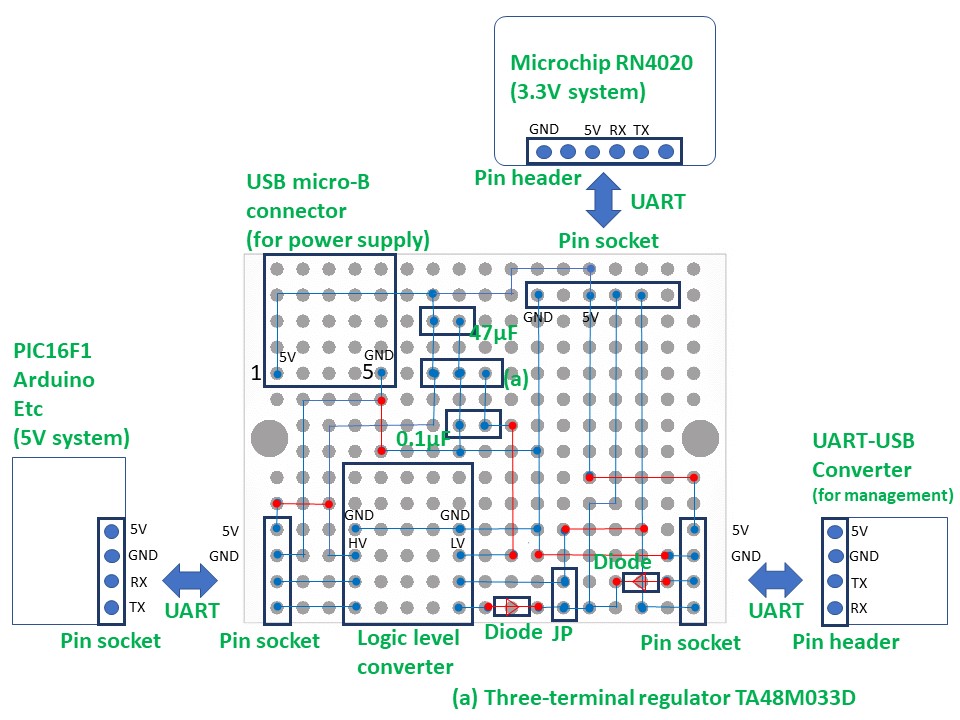 Microchip RN4020
(3.3V system)
GND 5V RX TX
Pin header
UART
Pin socket
USB micro-B
connector
(for power supply)
GND 5V
47μF
5V GND
1 5
(a)
0.1μF
PIC16F1
Arduino
Etc
(5V system)
5V
GND
RX
TX
UART
Pin socket
5V
GND
Pin socket
GND GND
HV LV
Logic level
converter
Diode
JP
Diode
Pin socket
5V
GND
UART
UART-USB
Converter
(for management)
5V
GND
TX
RX
Pin header
(a) Three-terminal regulator TA48M033D